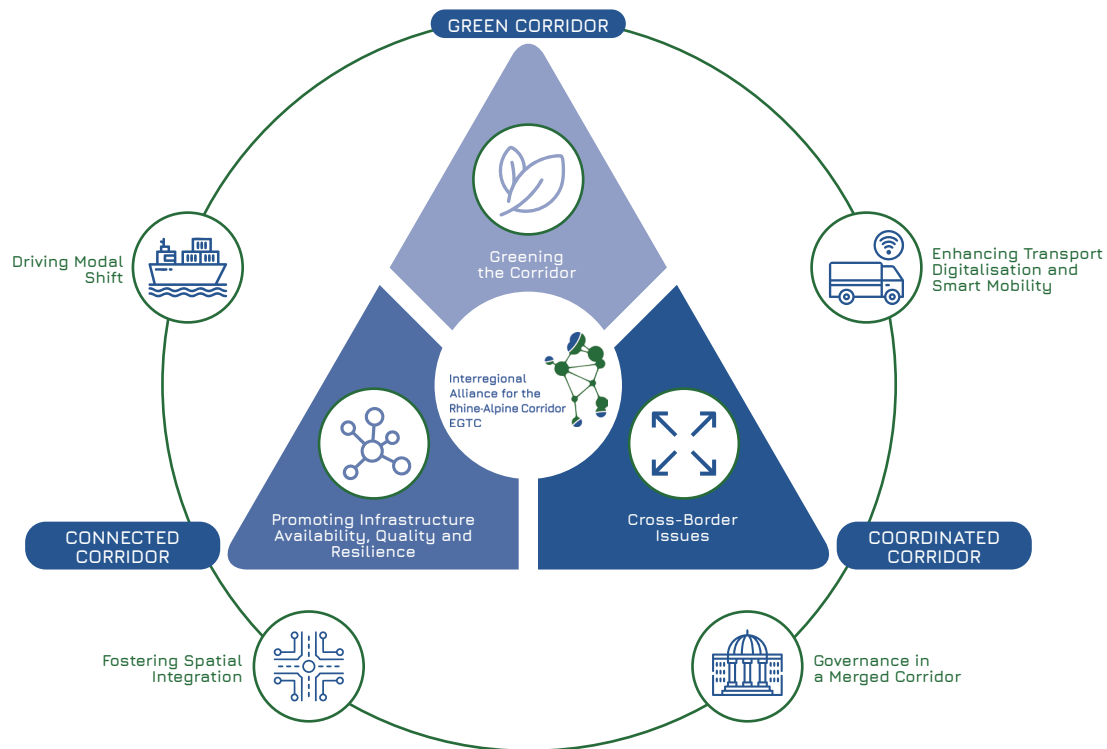 GREEN CORRIDOR
Greening
the Corridor
Driving Modal
Shift
Enhancing Transport
Digitalisation and
Smart Mobility
Interregional
Alliance for the
Rhine-Alpine Corridor
EGTC
Promoting Infrastructure
Availability, Quality and
Resilience
Cross-Border
Issues
CONNECTED
CORRIDOR
COORDINATED
CORRIDOR
Fostering Spatial
Integration
Governance in
a Merged Corridor